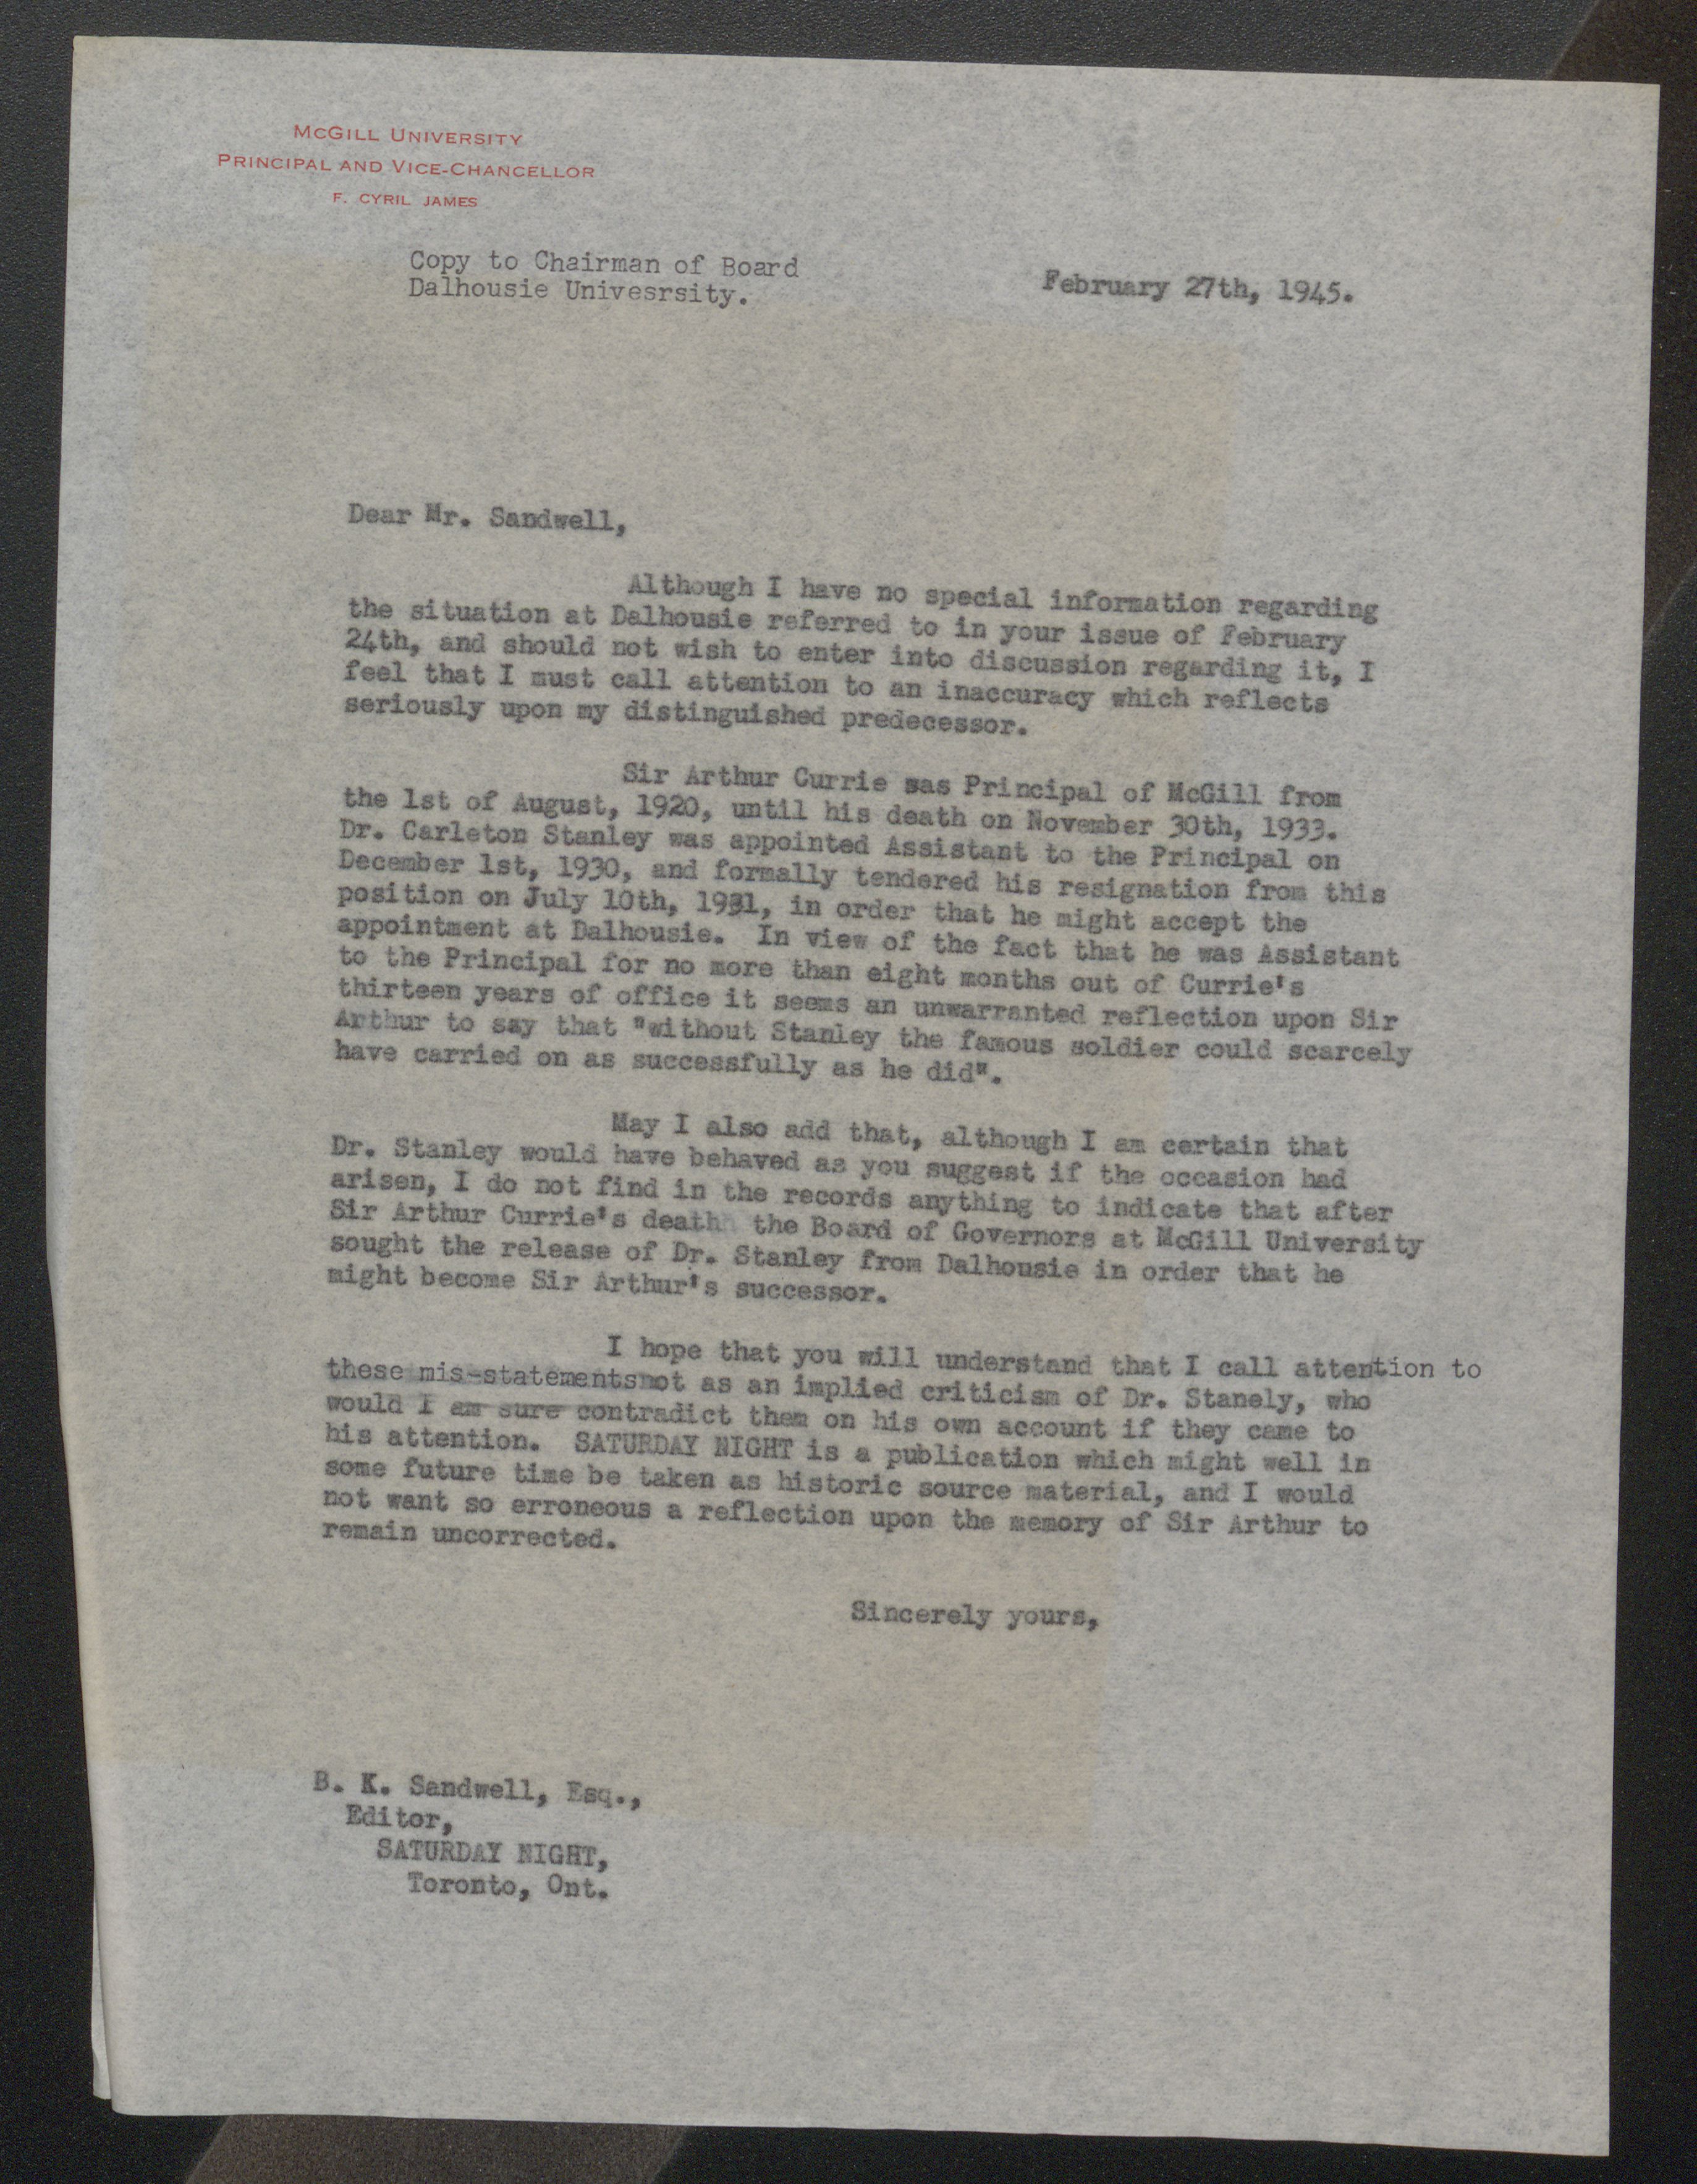 McGILL UNIVERSITY
PRINCIPAL AND VICE-CHANCELLOR
F. CYRIL JAMES
Copy to Chairman of Board
Dalhousie Univesrsity.
February 27th, 1945.
Dear Mr. Sandwell,
Although I have no special information regarding
the situation at Dalhousie referred to in your issue of February
24th, and should not wish to enter into discussion regarding it, I
feel that I must call attention to an inaccuracy which reflects
seriously upon my distinguished predecessor.
Sir Arthur Currie was Principal of McGill from
the 1st of August, 1920, until his death on November 30th, 1933.
Dr. Carleton Stanley was appointed Assistant to the Principal on
December 1st, 1930, and formally tendered his resignation from this
position on July 10th, 1931, in order that he might accept the
appointment at Dalhousie. In view of the fact that he was Assistant
to the Principal for no more than eight months out of Currie's
thirteen years of office it seems an unwarranted reflection upon Sir
Arthur to say that "without Stanley the famous soldier could scarcely
have carried on as successfully as he did".
May I also add that, although I am certain that
Dr. Stanley would have behaved as you suggest if the occasion had
arisen, I do not find in the records anything to indicate that after
Sir Arthur Currie's death the Board of Governors at McGill University
sought the release of Dr. Stanley from Dalhousie in order that he
might become Sir Arthur's successor.
I hope that you will understand that I call attention to
these mis-statements not as an implied criticism of Dr. Stanely, who
would I am sure contradict them on his own account if they came to
his attention. SATURDAY NIGHT is a publication which might well in
some future time be taken as historic source material, and I would
not want so erroneous a reflection upon the memory of Sir Arthur to
remain uncorrected.
Sincerely yours,
B. K. Sandwell, Esq.,
Editor,
SATURDAY NIGHT,
Toronto, Ont.